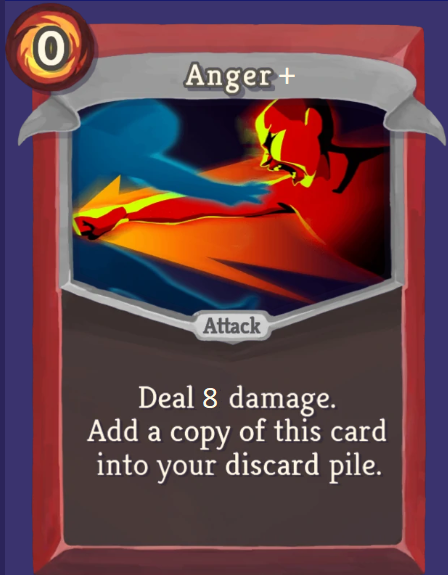 0
Anger+
Attack
Deal 8 damage.
Add a copy of this card
into your discard pile.